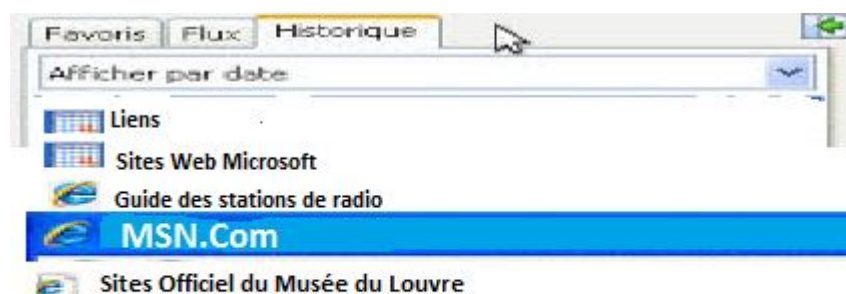 Favoris Flux Historique
Afficher par date
Liens
Sites Web Microsoft
Guide des stations de radio
MSN.Com
Sites Officiel du Musée du Louvre